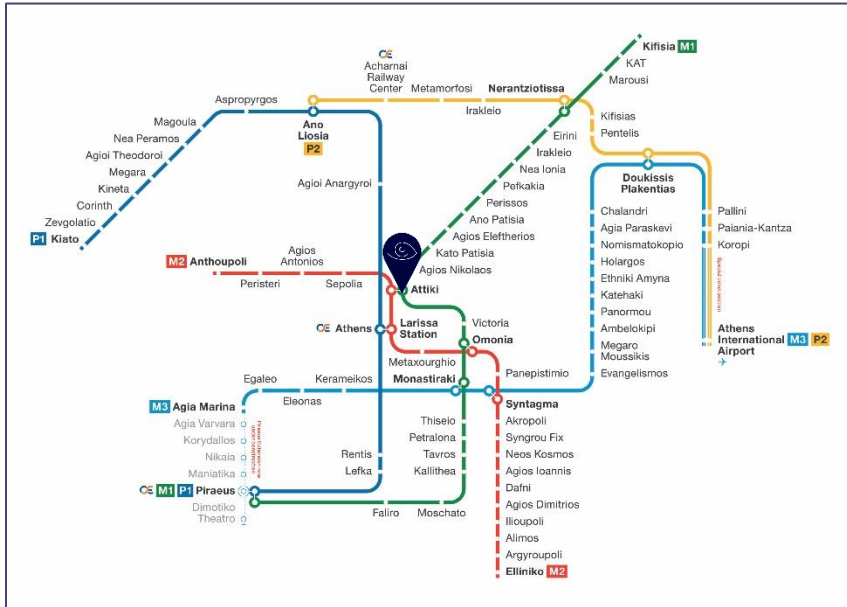 Kifisia M1
KAT
Marousi
Acharnai
Railway
Center
Metamorfosi
Nerantziotissa
Irakleio
Aspropyrgos
Ano
Liosia
P2
Magoula
Nea Peramos
Agioi Theodoroi
Megara
Kineta
Corinth
Zevgolatio
P1 Kiato
Kifisias
Pentelis
Eirini
Irakleio
Nea Ionia
Pefkakia
Perissos
Ano Patisia
Agios Eleftherios
Kato Patisia
Agios Nikolaos
Doukissis
Plakentias
Agioi Anargyroi
Chalandri
Agia Paraskevi
Nomismatokopio
Holargos
Ethniki Amyna
Katehaki
Panormou
Ambelokipi
Megaro
Moussikis
Evangelismos
Pallini
Paiania-Kantza
Koropi
Athens
International
Airport
M3 P2
M2 Anthoupoli
Agios
Antonios
Peristeri
Sepolia
Attiki
Athens
Larissa
Station
Victoria
Omonia
Metaxourghio
Panepistimio
Monastiraki
Syntagma
Egaleo
Kerameikos
Eleonas
M3 Agia Marina
Agia Varvara
Korydallos
Nikaia
Maniatika
M1 P1 Piraeus
Dimotiko
Theatro
Rentis
Lefka
Thiseio
Petralona
Tavros
Kallithea
Faliro
Moschato
Akropoli
Syngrou Fix
Neos Kosmos
Agios Ioannis
Dafni
Agios Dimitrios
Ilioupoli
Alimos
Argyroupoli
Elliniko M2